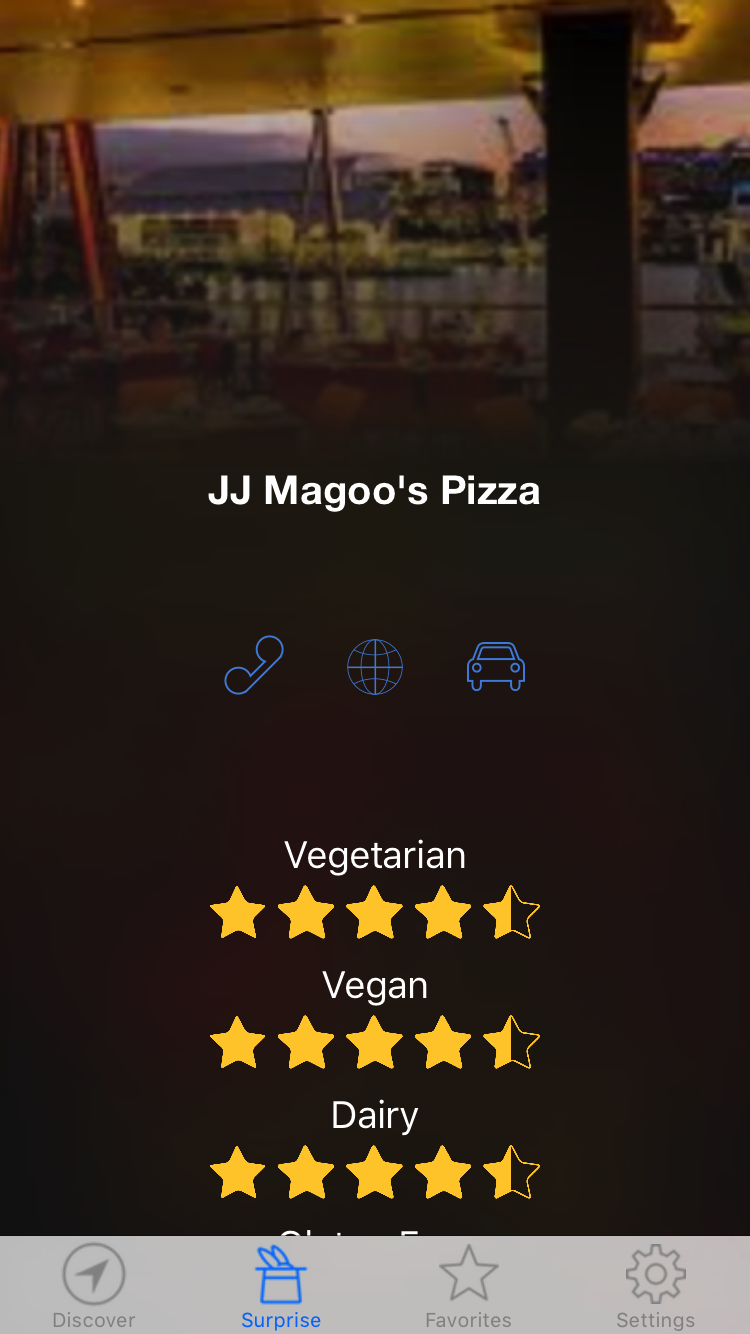 JJ Magoo's Pizza
Vegetarian
Vegan
Dairy
Discover
Surprise
Favorites
Settings